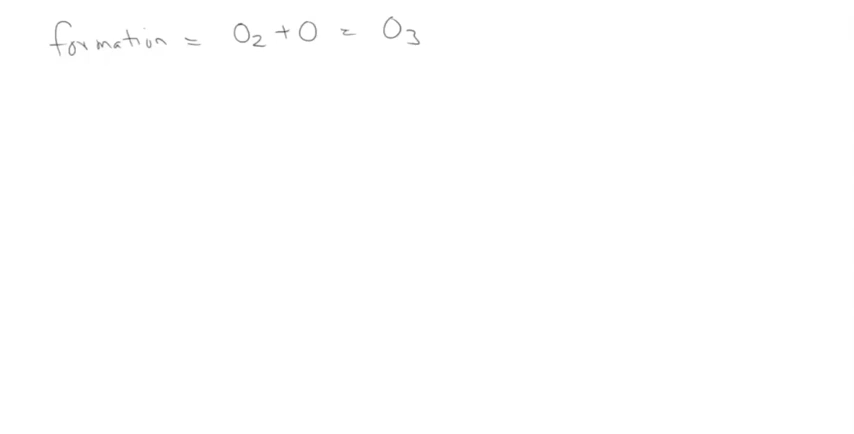 formation = O₂ + O = O₃